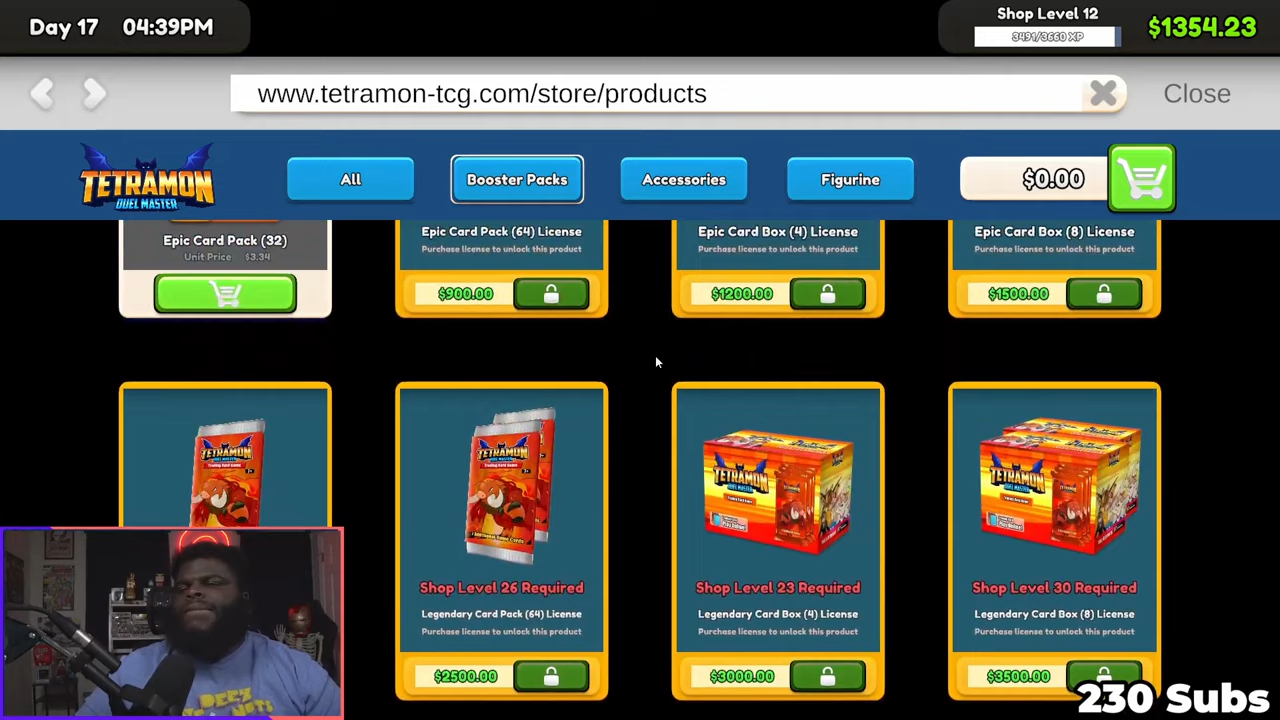 Day 17 04:39PM
Shop Level 12
3491/3660 XP
$1354.23
www.tetramon-tcg.com/store/products
Close
TETRAMON
DUEL MASTER
All
Booster Packs
Accessories
Figurine
$0.00
Epic Card Pack (32)
Unit Price $3.34
Epic Card Pack (64) License
Purchase license to unlock this product
$900.00
Epic Card Box (4) License
Purchase license to unlock this product
$1200.00
Epic Card Box (8) License
Purchase license to unlock this product
$1500.00
TETRAMON
TETRAMON
TETRAMON
TETRAMON
Shop Level 26 Required
Legendary Card Pack (64) License
Purchase license to unlock this product
$2500.00
Shop Level 23 Required
Legendary Card Box (4) License
Purchase license to unlock this product
$3000.00
Shop Level 30 Required
Legendary Card Box (8) License
Purchase license to unlock this product
$3500.00
230 Subs